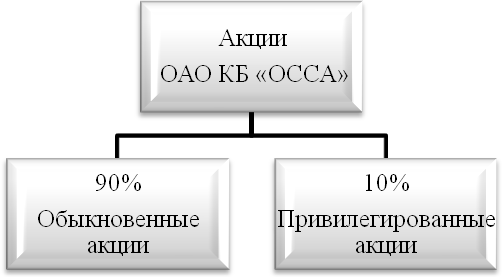 Акции
ОАО КБ «ОССА»
90%
Обыкновенные
акции
10%
Привилегированные
акции